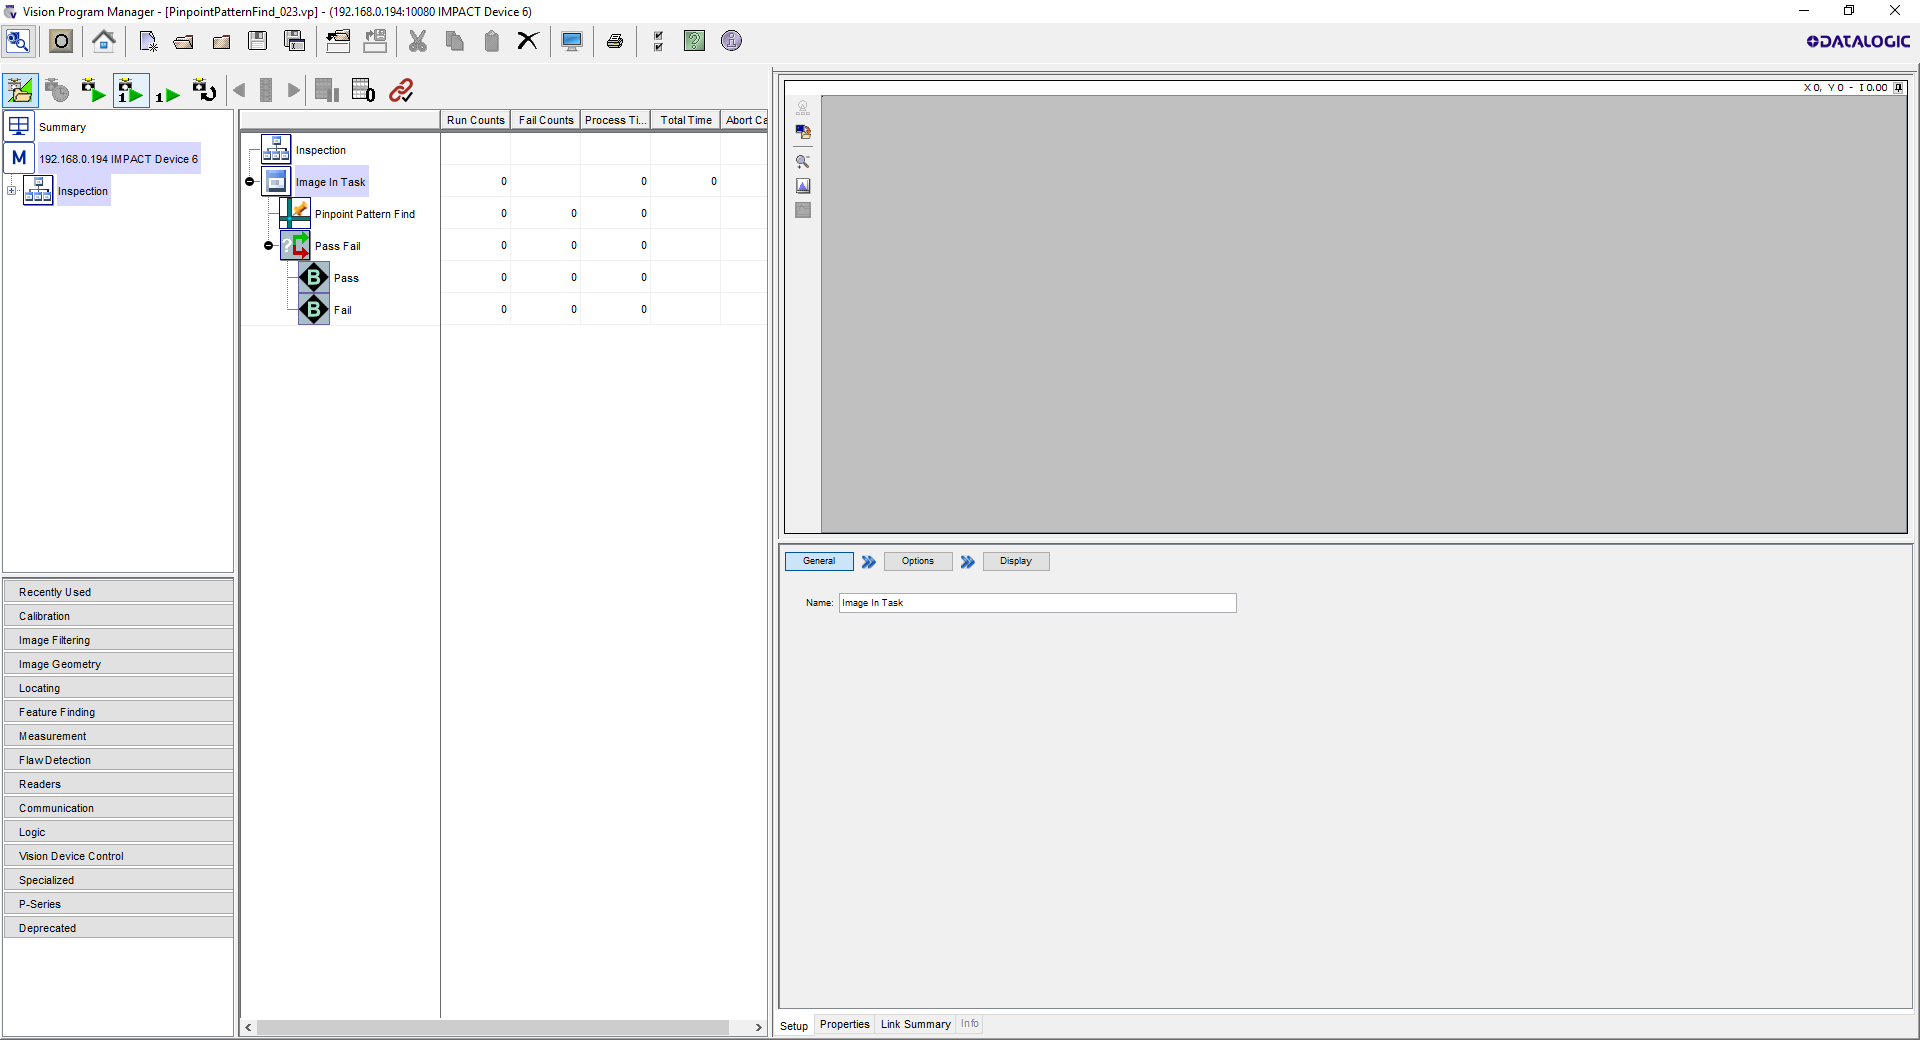 Vision Program Manager - [PinpointPatternFind_023.vp] - (192.168.0.194:10080 IMPACT Device 6)
O
?
i
DATALOGIC
1
1
0
X 0, Y 0 - I 0.00
Summary
M 192.168.0.194 IMPACT Device 6
Inspection
Run Counts Fail Counts Process Ti... Total Time Abort Ca
Inspection
Image In Task 0 0 0
Pinpoint Pattern Find 0 0 0
? Pass Fail 0 0 0
B Pass 0 0 0
B Fail 0 0 0
Recently Used
Calibration
Image Filtering
Image Geometry
Locating
Feature Finding
Measurement
Flaw Detection
Readers
Communication
Logic
Vision Device Control
Specialized
P-Series
Deprecated
General Options Display
Name: Image In Task
Setup Properties Link Summary Info